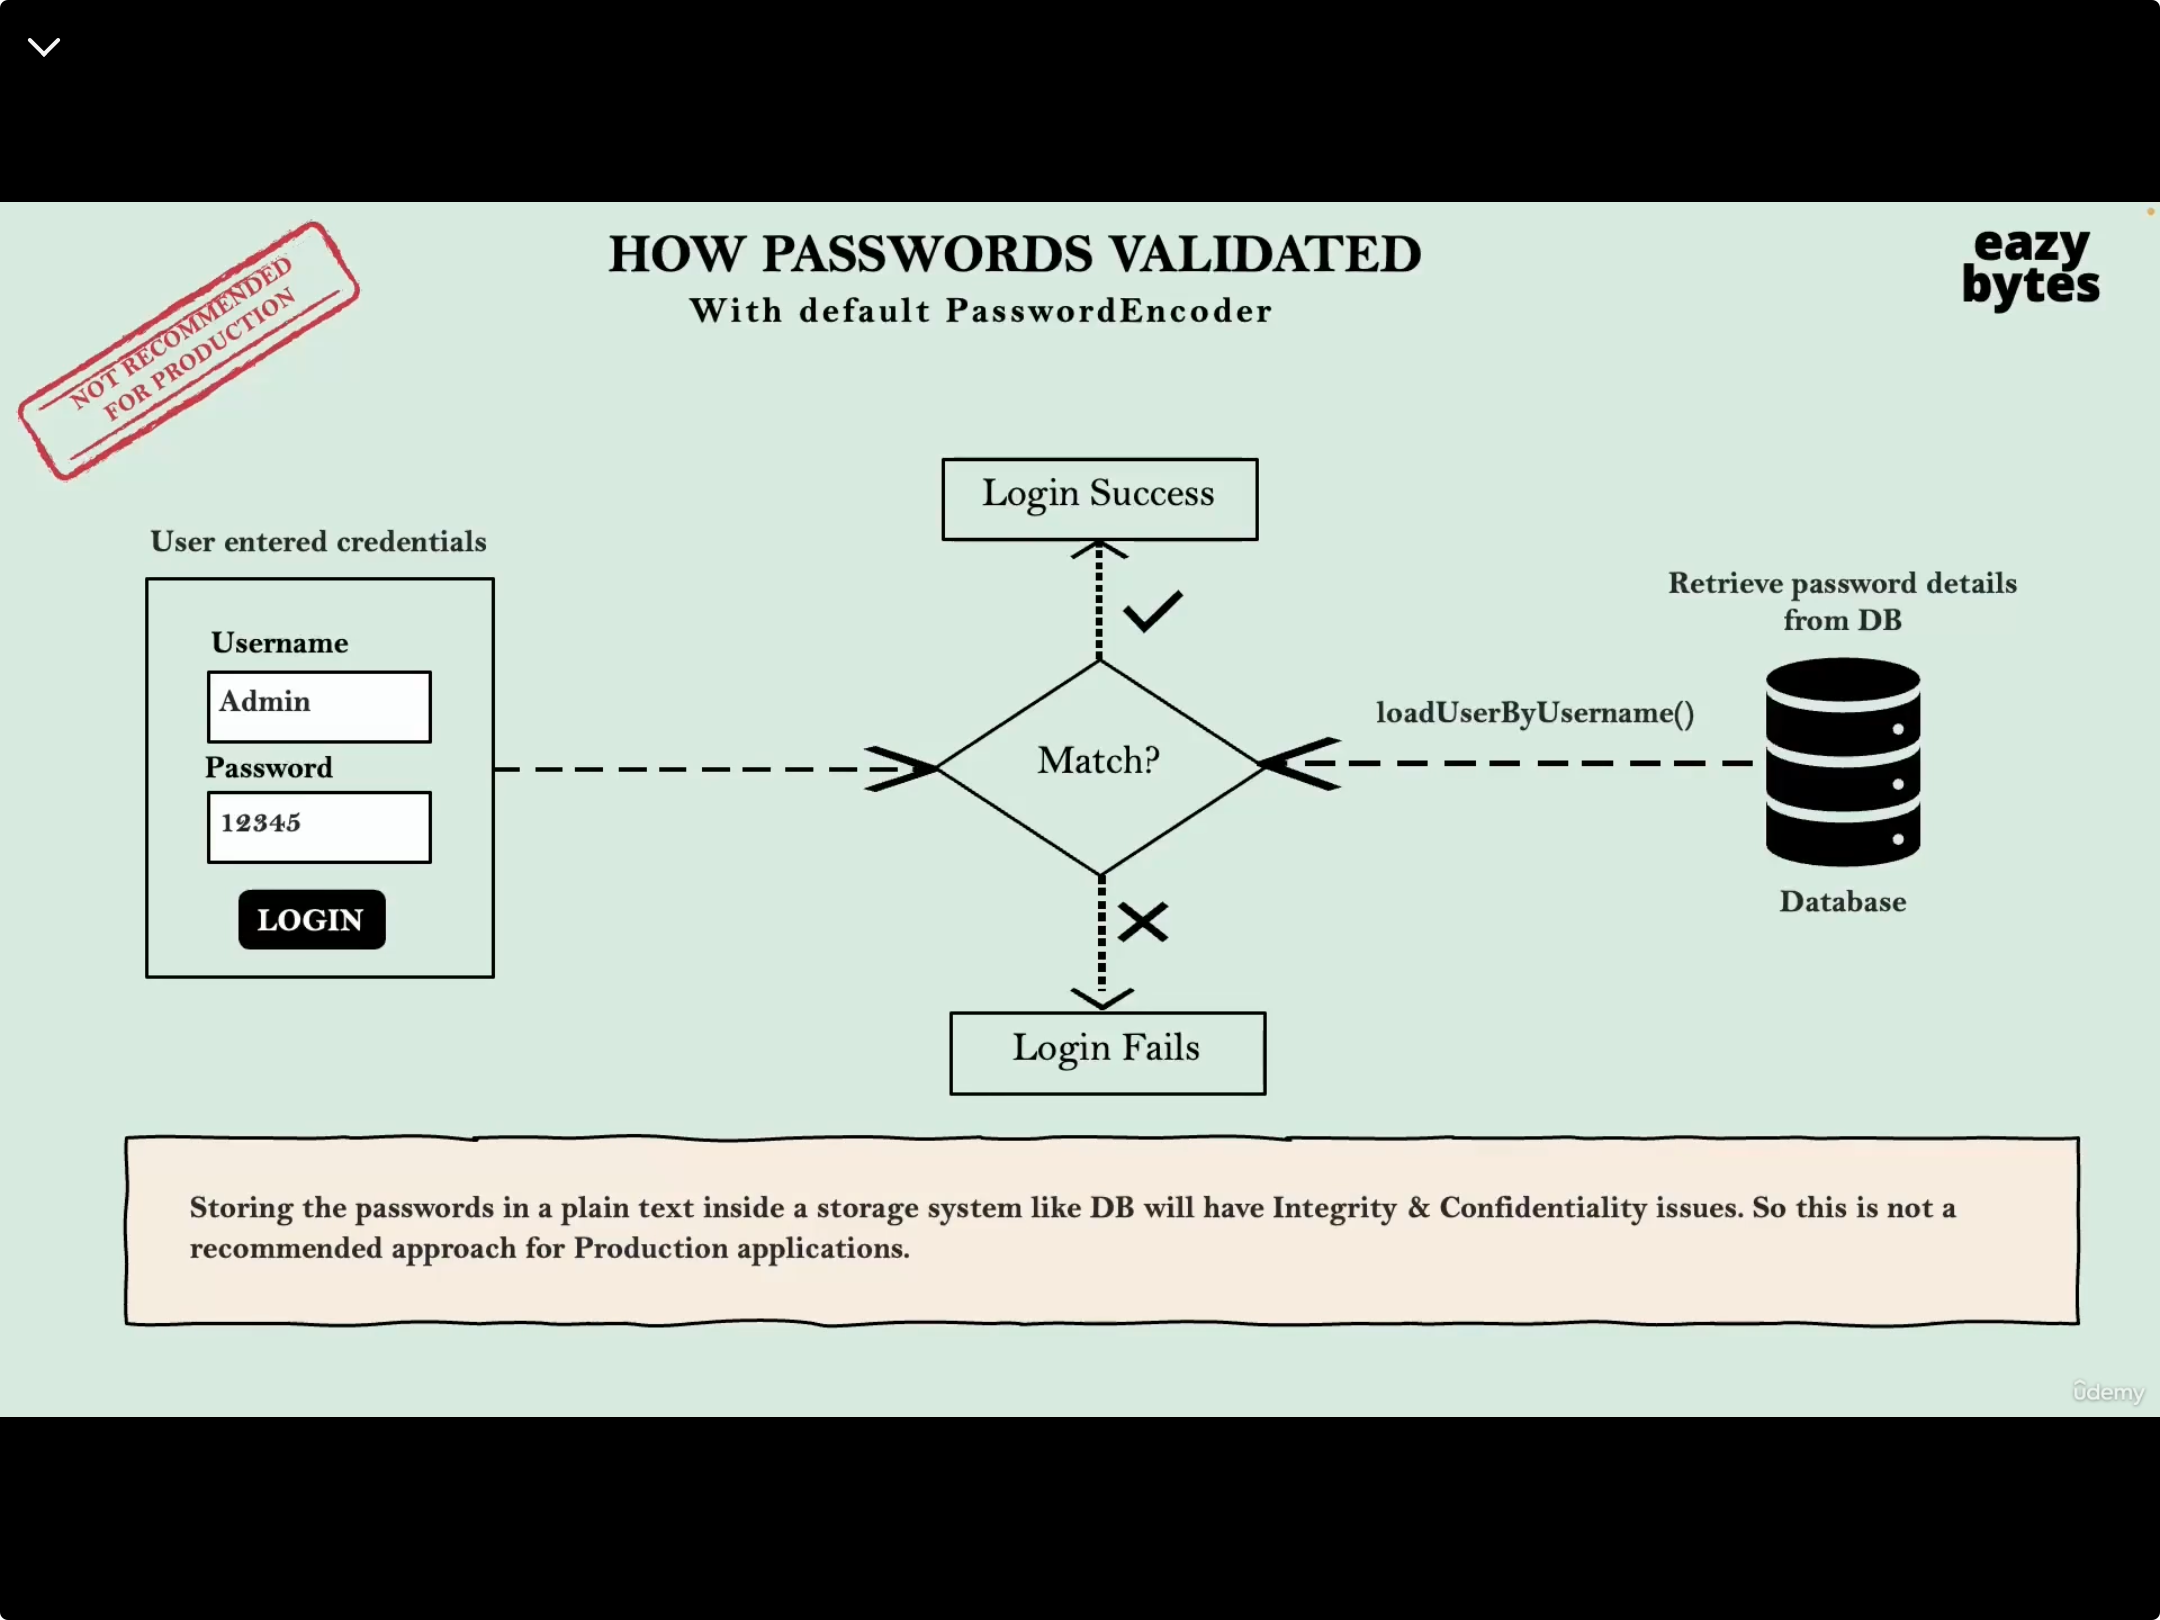 HOW PASSWORDS VALIDATED
With default PasswordEncoder
eazy
bytes
NOT RECOMMENDED
FOR PRODUCTION
Login Success
User entered credentials
Username
Admin
Password
12345
LOGIN
Match?
loadUserByUsername()
Retrieve password details
from DB
Database
Login Fails
Storing the passwords in a plain text inside a storage system like DB will have Integrity & Confidentiality issues. So this is not a
recommended approach for Production applications.
ûdemy